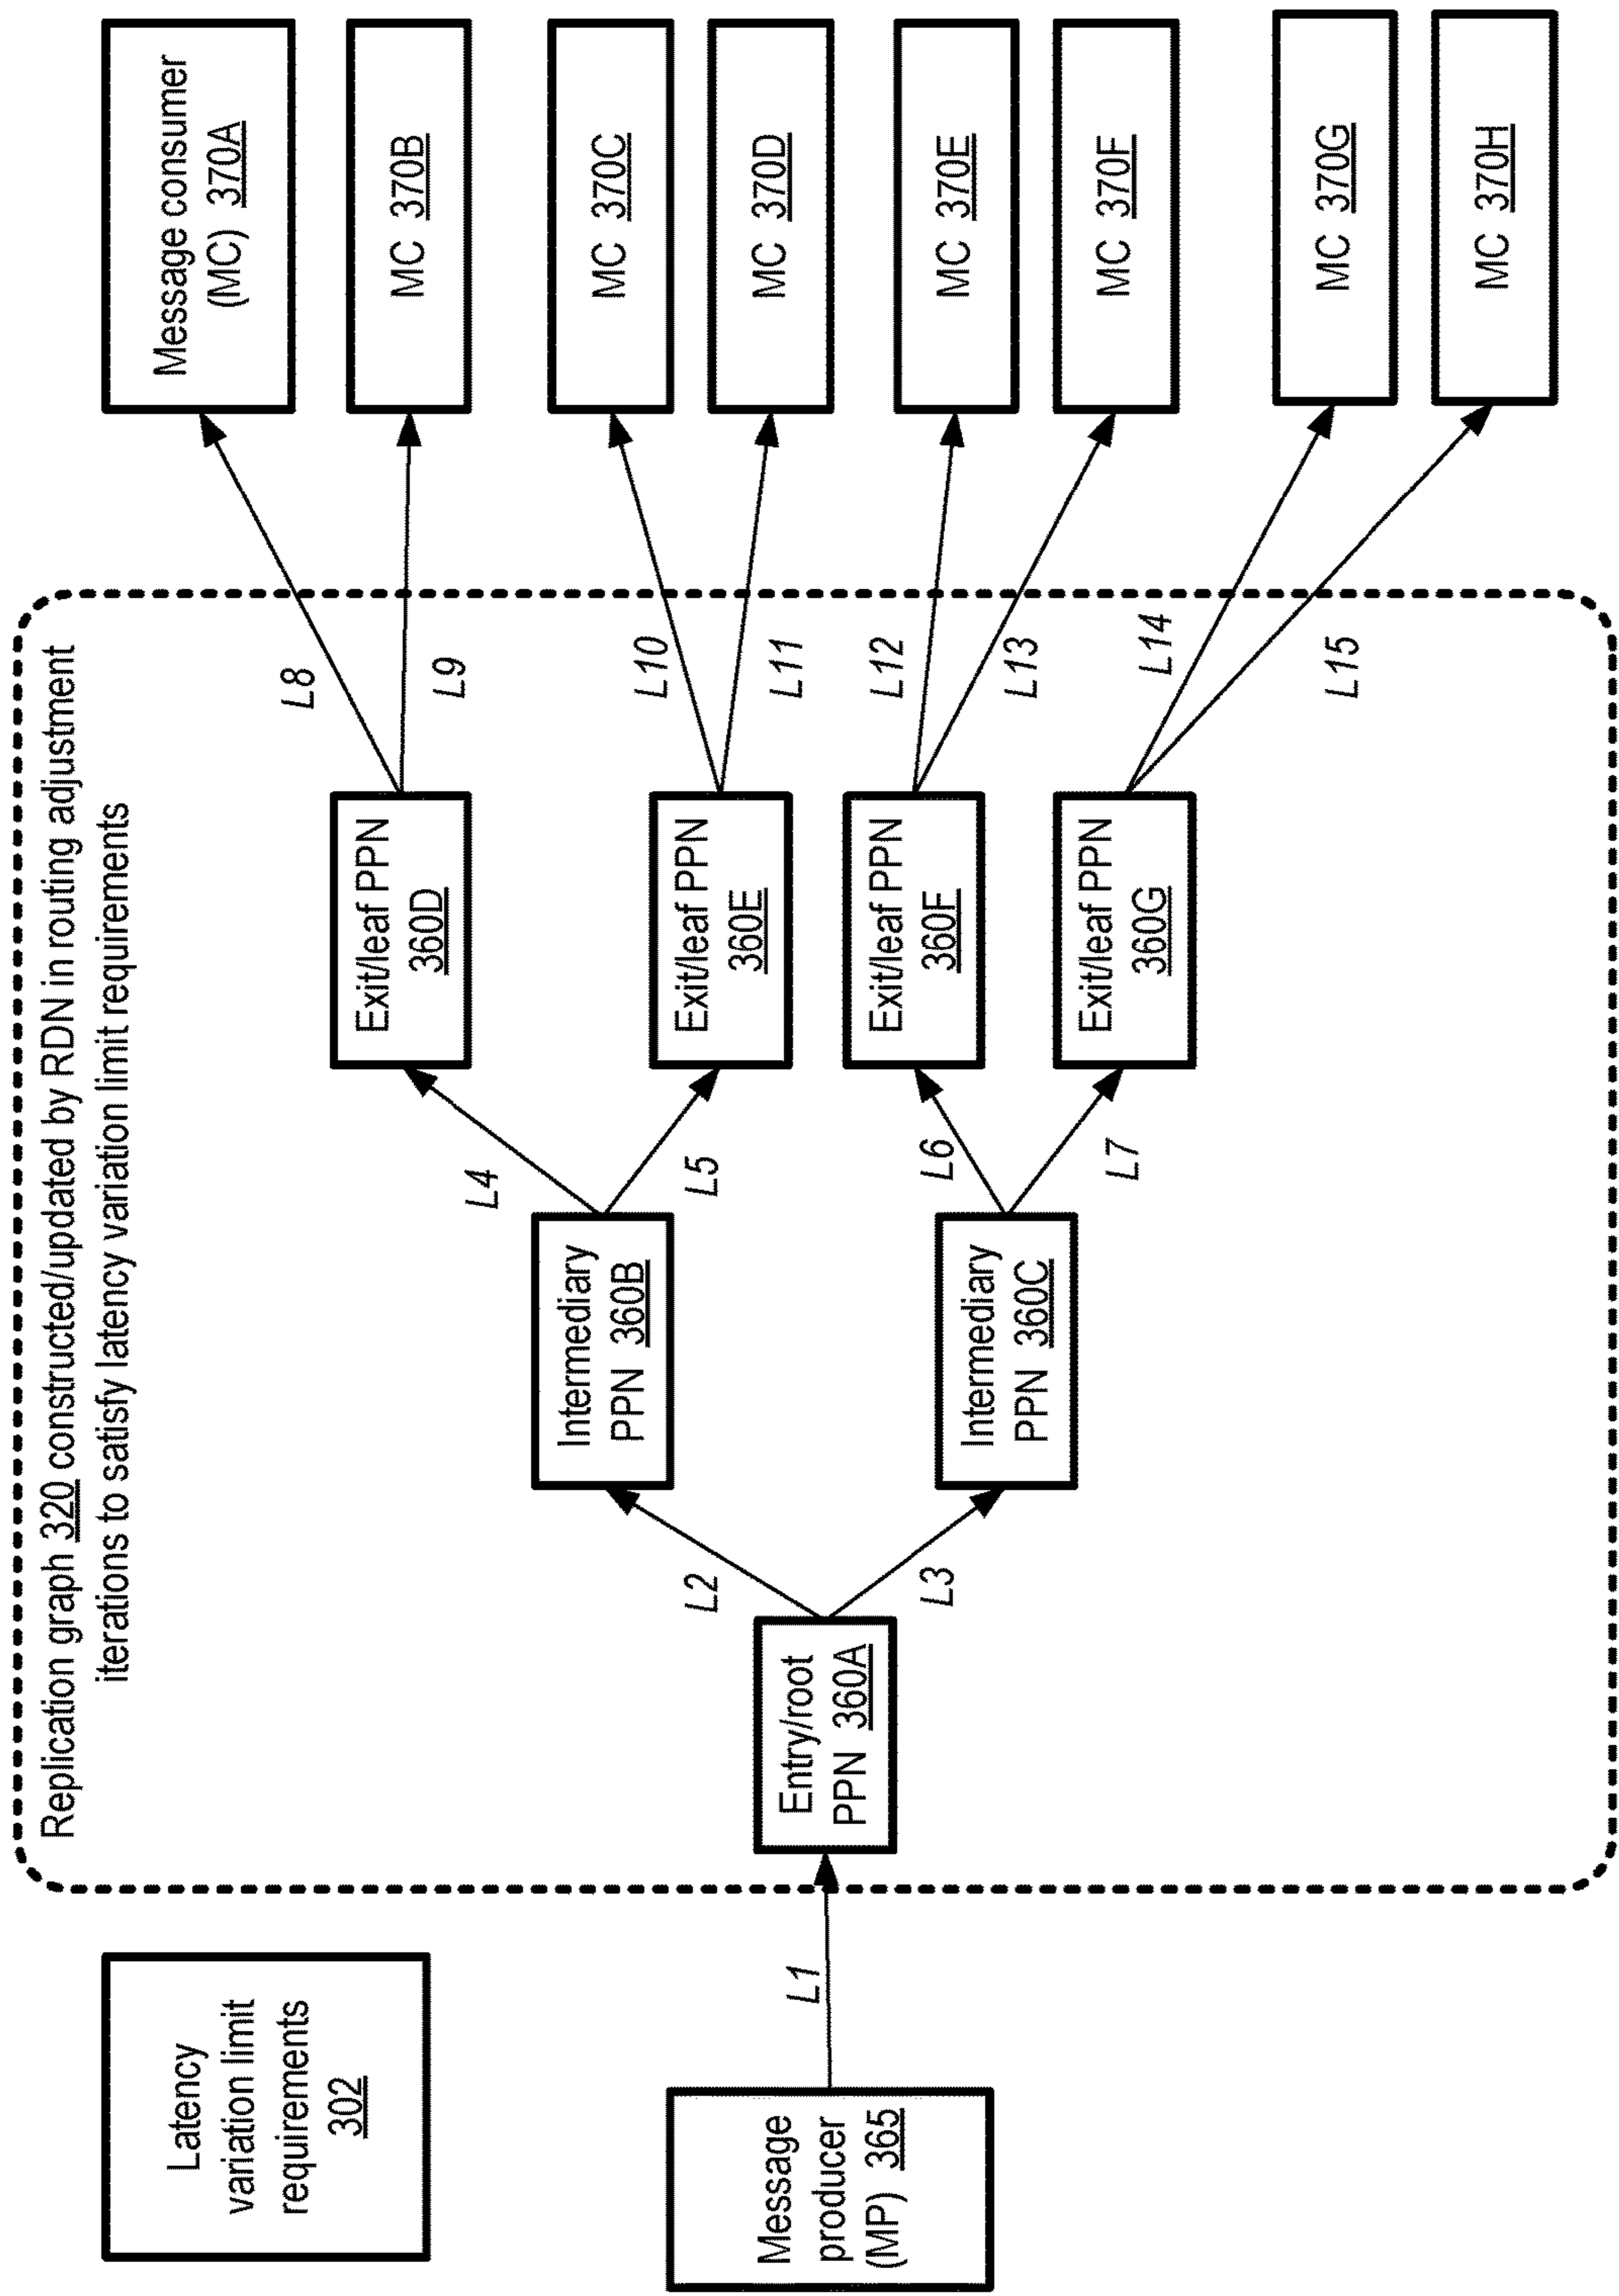 Latency
variation limit
requirements
302
Replication graph 320 constructed/updated by RDN in routing adjustment
iterations to satisfy latency variation limit requirements
Message
producer
(MP) 365
L1
Entry/root
PPN 360A
L2
L3
Intermediary
PPN 360B
Intermediary
PPN 360C
L4
L5
L6
L7
Exit/leaf PPN
360D
Exit/leaf PPN
360E
Exit/leaf PPN
360F
Exit/leaf PPN
360G
L8
L9
L10
L11
L12
L13
L14
L15
Message consumer
(MC) 370A
MC 370B
MC 370C
MC 370D
MC 370E
MC 370F
MC 370G
MC 370H